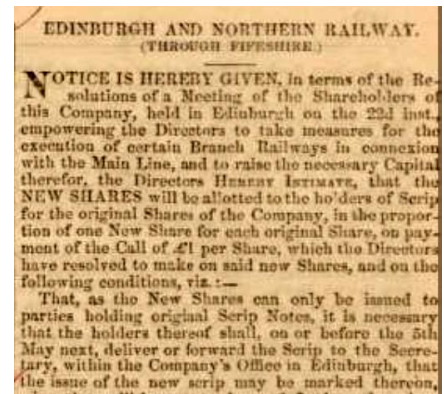 EDINBURGH AND NORTHERN RAILWAY.
(THROUGH FIFESHIRE.)
NOTICE IS HEREBY GIVEN, in terms of the Re-
solutions of a Meeting of the Shareholders of
this Company, held in Edinburgh on the 22d inst.,
empowering the Directors to take measures for the
execution of certain Branch Railways in connexion
with the Main Line, and to raise the necessary Capital
therefor, the Directors HEREBY INTIMATE, that the
NEW SHARES will be allotted to the holders of Scrip
for the original Shares of the Company, in the propor-
tion of one New Share for each original Share, on pay-
ment of the Call of £1 per Share, which the Directors
have resolved to make on said new Shares, and on the
following conditions, viz.:—
That, as the New Shares can only be issued to
parties holding original Scrip Notes, it is necessary
that the holders thereof shall, on or before the 5th
May next, deliver or forward the Scrip to the Secre-
tary, within the Company's Office in Edinburgh, that
the issue of the new scrip may be marked thereon,